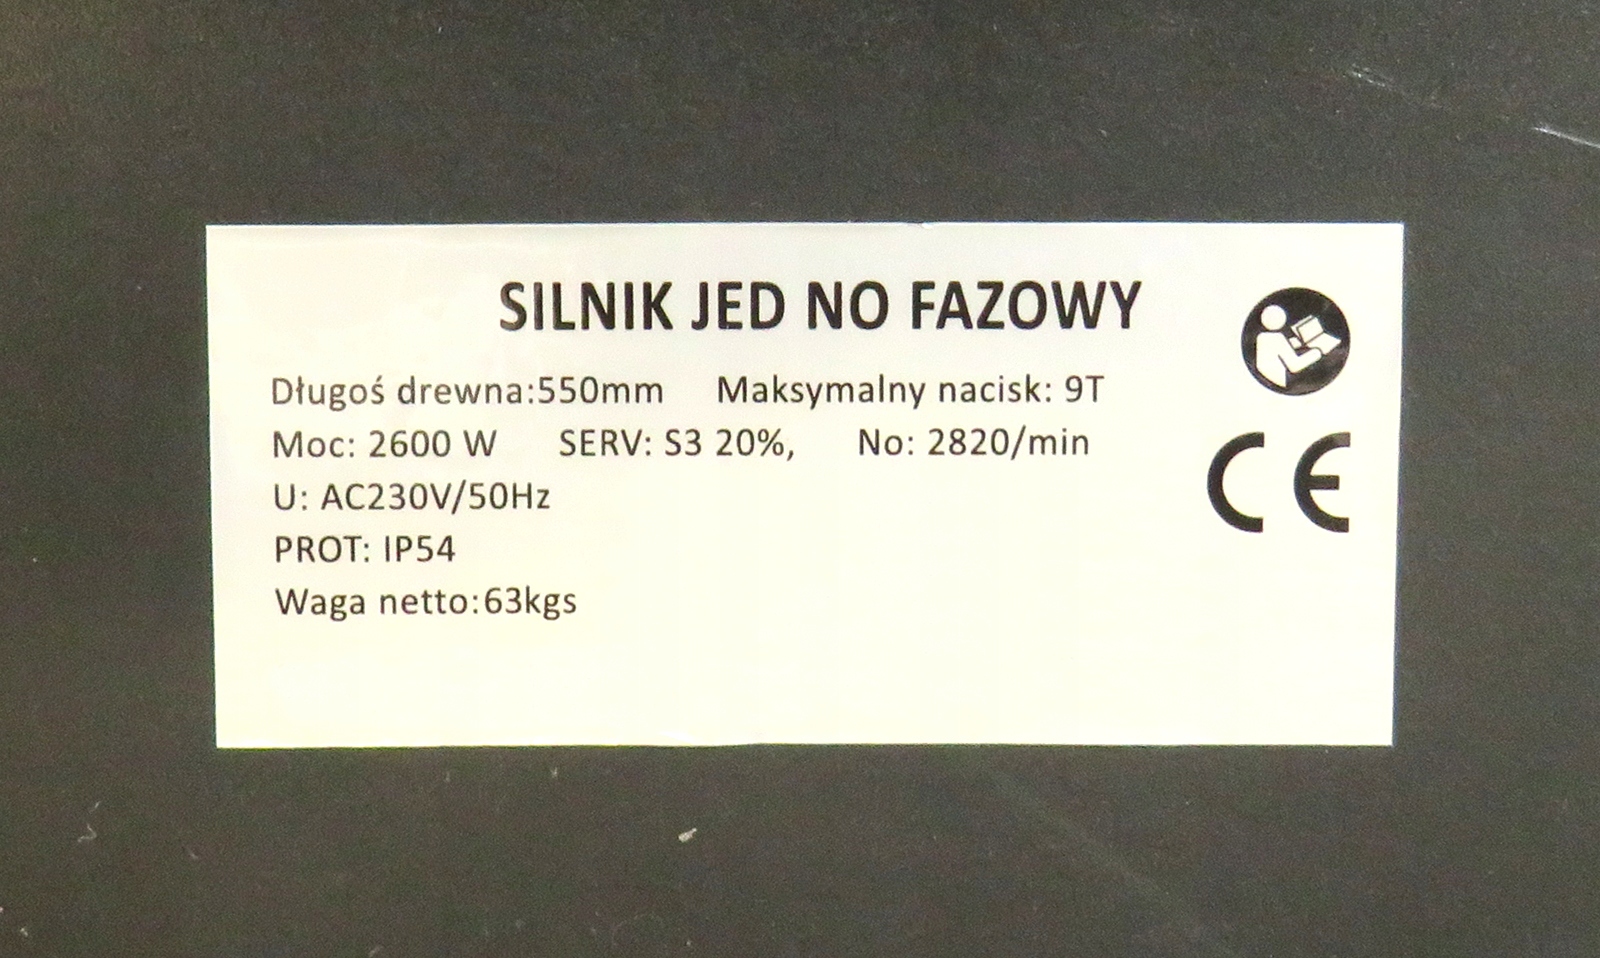 SILNIK JED NO FAZOWY
Długoś drewna:550mm Maksymalny nacisk: 9T
Moc: 2600 W SERV: S3 20%, No: 2820/min
U: AC230V/50Hz
PROT: IP54
Waga netto:63kgs
CE